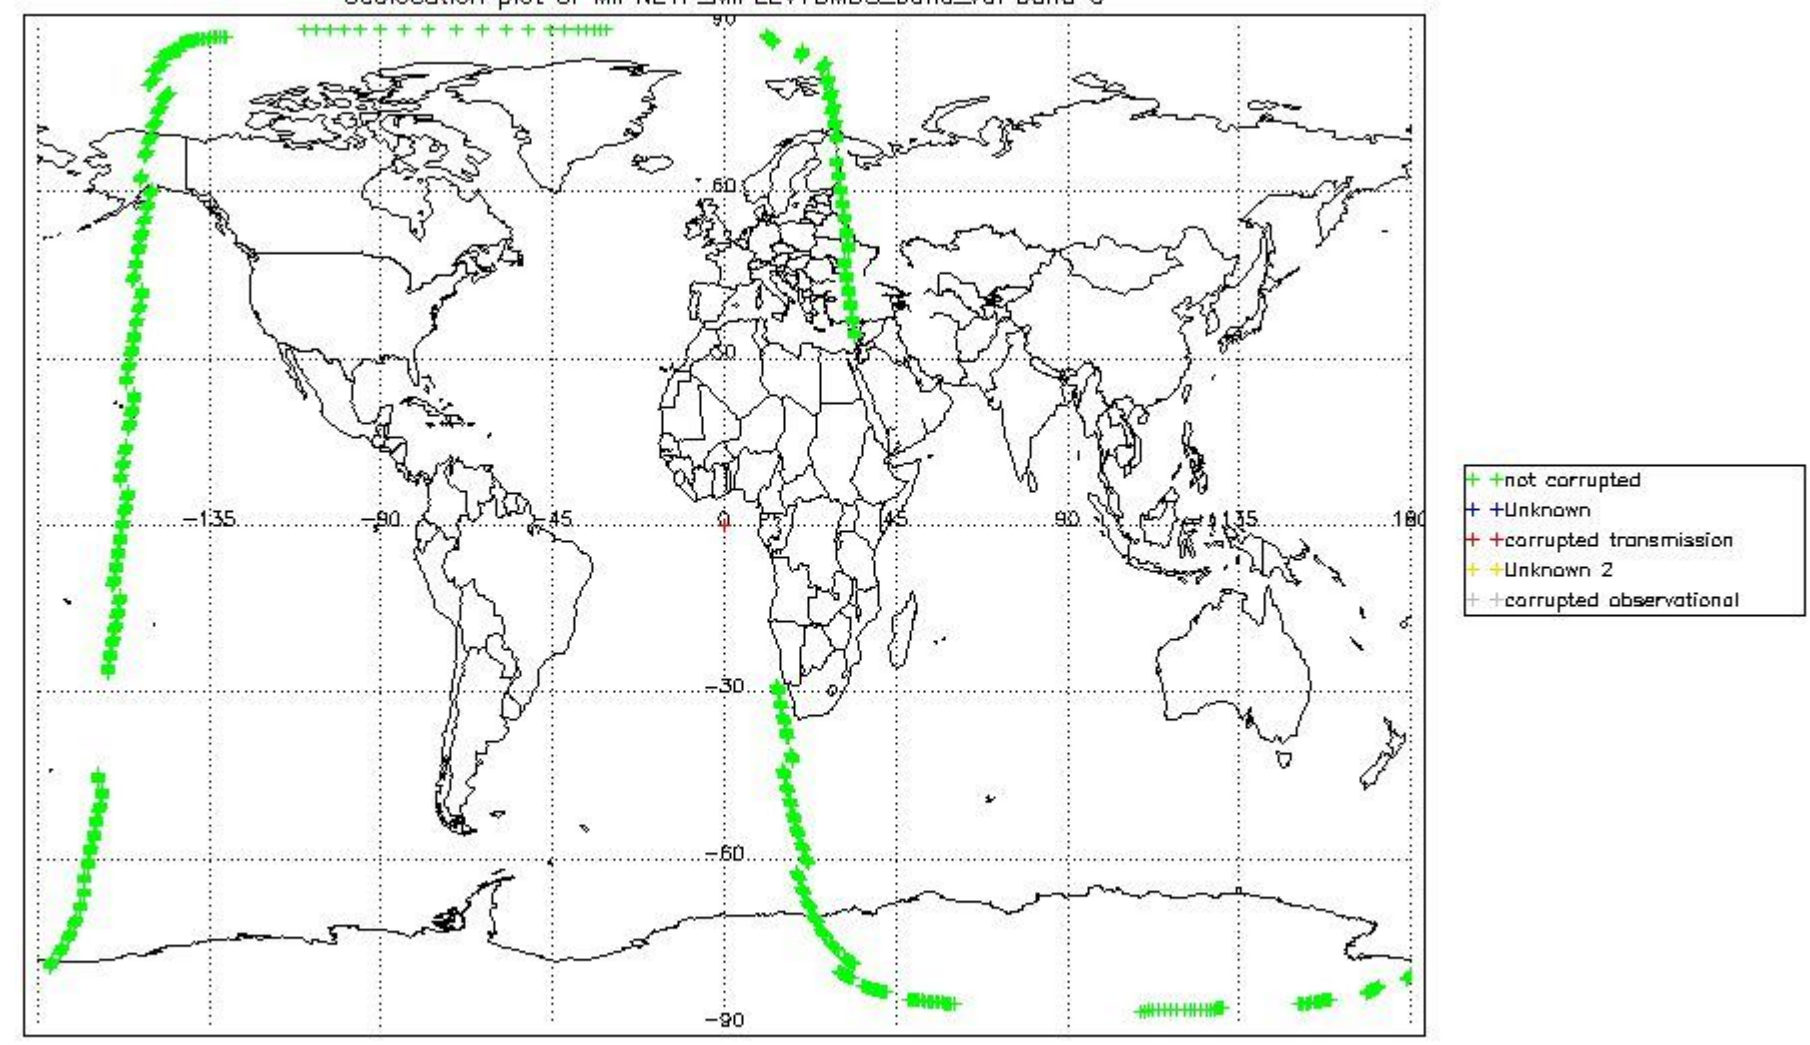 90
60
30
-135 -90 -45 0 45 90 135 180
-30
-60
-90
not corrupted
Unknown
corrupted transmission
Unknown 2
corrupted observational